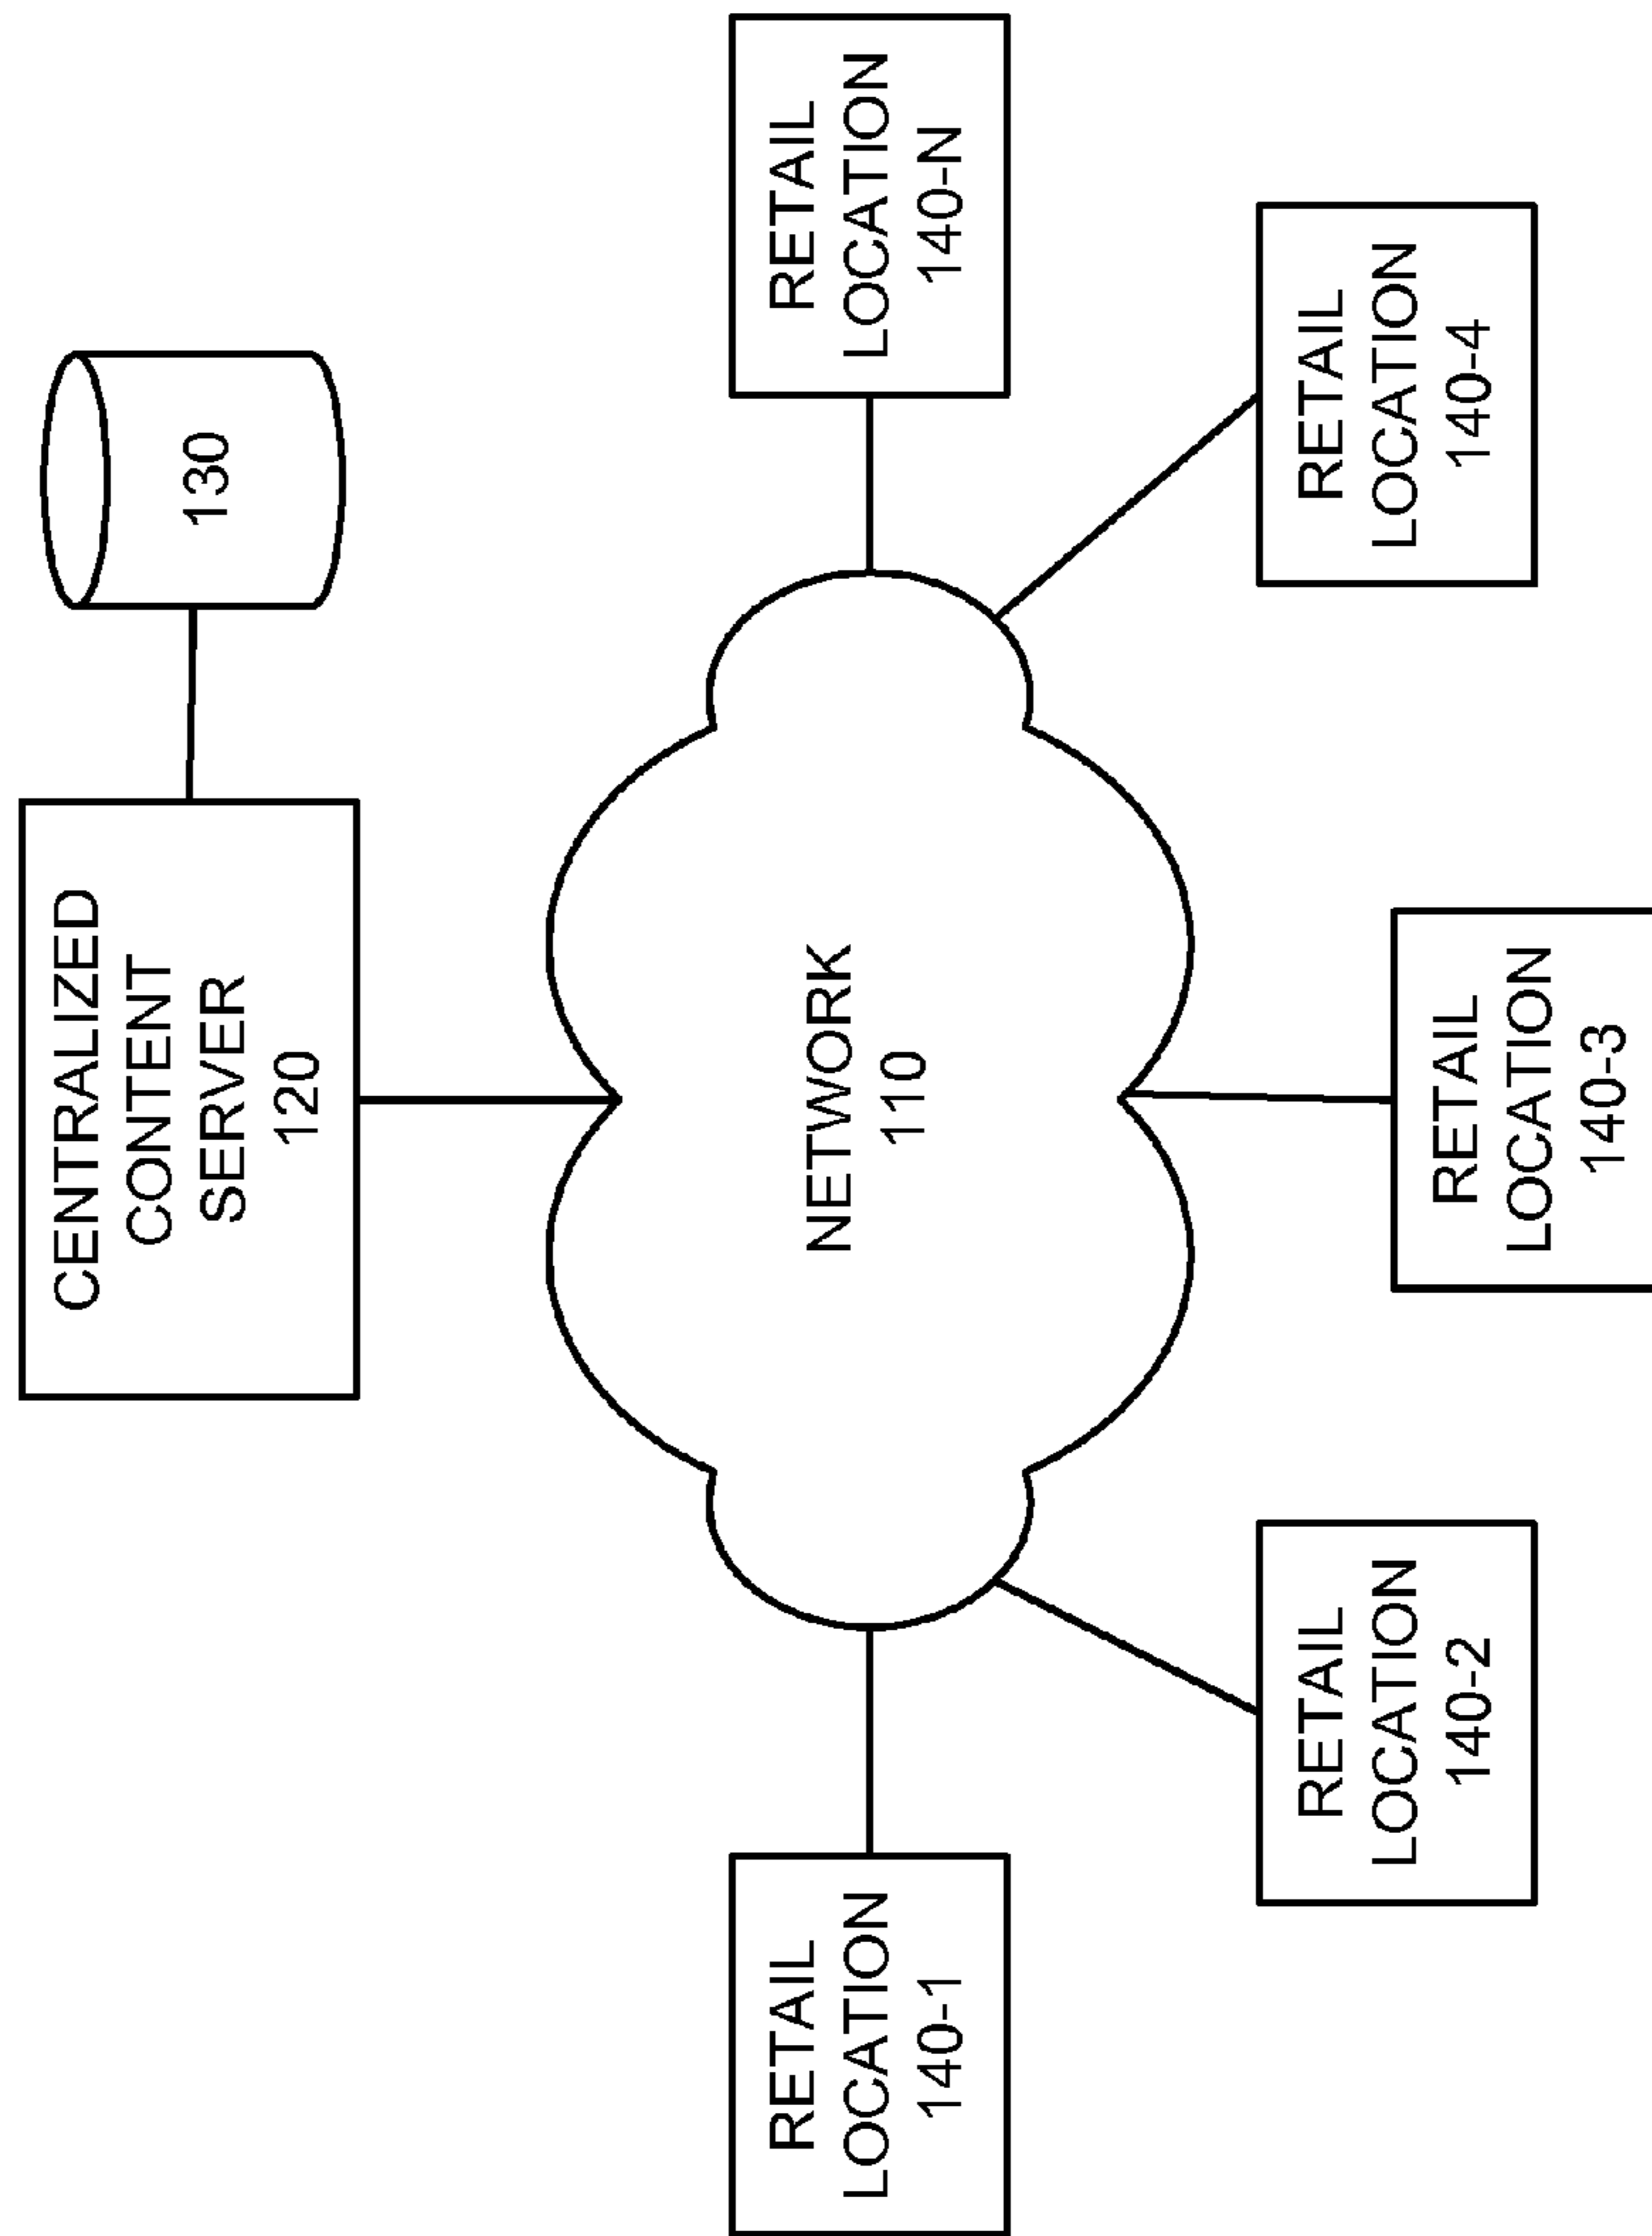 CENTRALIZED
CONTENT
SERVER
120
130
NETWORK
110
RETAIL
LOCATION
140-1
RETAIL
LOCATION
140-2
RETAIL
LOCATION
140-3
RETAIL
LOCATION
140-4
RETAIL
LOCATION
140-N